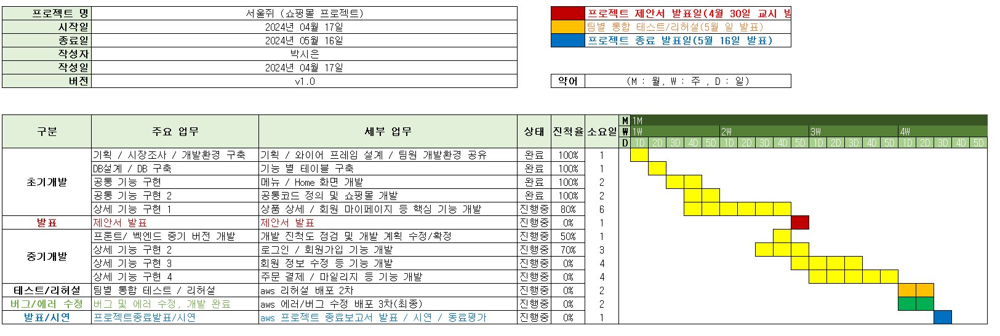 프로젝트 명 서울쥐 (쇼핑몰 프로젝트)
시작일 2024년 04월 17일
종료일 2024년 05월 16일
작성자 박시은
작성일 2024년 04월 17일
버전 v1.0
프로젝트 제안서 발표일(4월 30일 교시 발
팀별 통합 테스트/리허설(5월 일 발표)
프로젝트 종료 발표일(5월 16일 발표)
약어 (M : 월, W : 주 , D : 일)
구분 주요 업무 세부 업무 상태 진척율 소요일
M 1M
W 1W 2W 3W 4W
D 1D 2D 3D 4D 5D 1D 2D 3D 4D 5D 1D 2D 3D 4D 5D 1D 2D 3D 4D 5D
초기개발
기획 / 시장조사 / 개발환경 구축 기획 / 와이어 프레임 설계 / 팀원 개발환경 공유 완료 100% 1
DB설계 / DB 구축 기능 별 테이블 구축 완료 100% 1
공통 기능 구현 메뉴 / Home 화면 개발 완료 100% 2
공통 기능 구현 2 공통코드 정의 및 쇼핑몰 개발 완료 100% 2
상세 기능 구현 1 상품 상세 / 회원 마이페이지 등 핵심 기능 개발 진행중 80% 6
발표 제안서 발표 제안서 발표 진행중 0% 1
중기개발
프론트/ 벡엔드 중기 버전 개발 개발 진척도 점검 및 개발 계획 수정/확정 진행중 50% 1
상세 기능 구현 2 로그인 / 회원가입 기능 개발 진행중 70% 3
상세 기능 구현 3 회원 정보 수정 등 기능 개발 진행중 0% 4
상세 기능 구현 4 주문 결제 / 마일리지 등 기능 개발 진행중 0% 4
테스트/리허설 팀별 통합 테스트 / 리허설 aws 리허설 배포 2차 진행중 0% 2
버그/에러 수정 버그 및 에러 수정, 개발 완료 aws 에러/버그 수정 배포 3차(최종) 진행중 0% 2
발표/시연 프로젝트종료발표/시연 aws 프로젝트 종료보고서 발표 / 시연 / 동료평가 진행중 0% 1